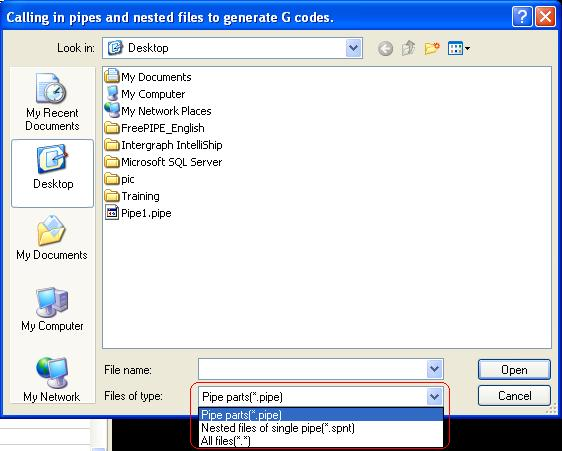 Calling in pipes and nested files to generate G codes.
Look in:
Desktop
My Recent
Documents
Desktop
My Documents
My Computer
My Network
My Documents
My Computer
My Network Places
FreePIPE_English
Intergraph IntelliShip
Microsoft SQL Server
pic
Training
Pipe1.pipe
File name:
Open
Files of type:
Pipe parts(*.pipe)
Cancel
Pipe parts(*.pipe)
Nested files of single pipe(*.spnt)
All files(*.*)